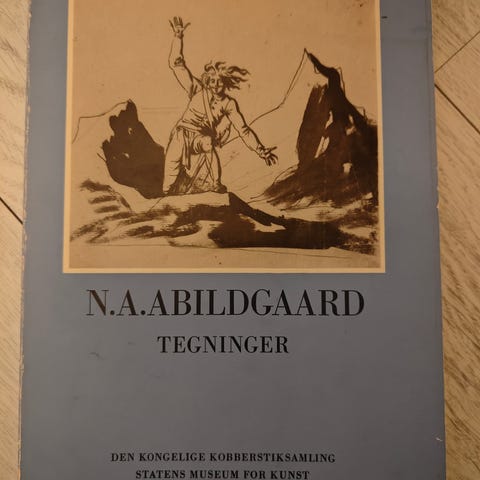 N.A.ABILDGAARD
TEGNINGER
DEN KONGELIGE KOBBERSTIKSAMLING
STATENS MUSEUM FOR KUNST